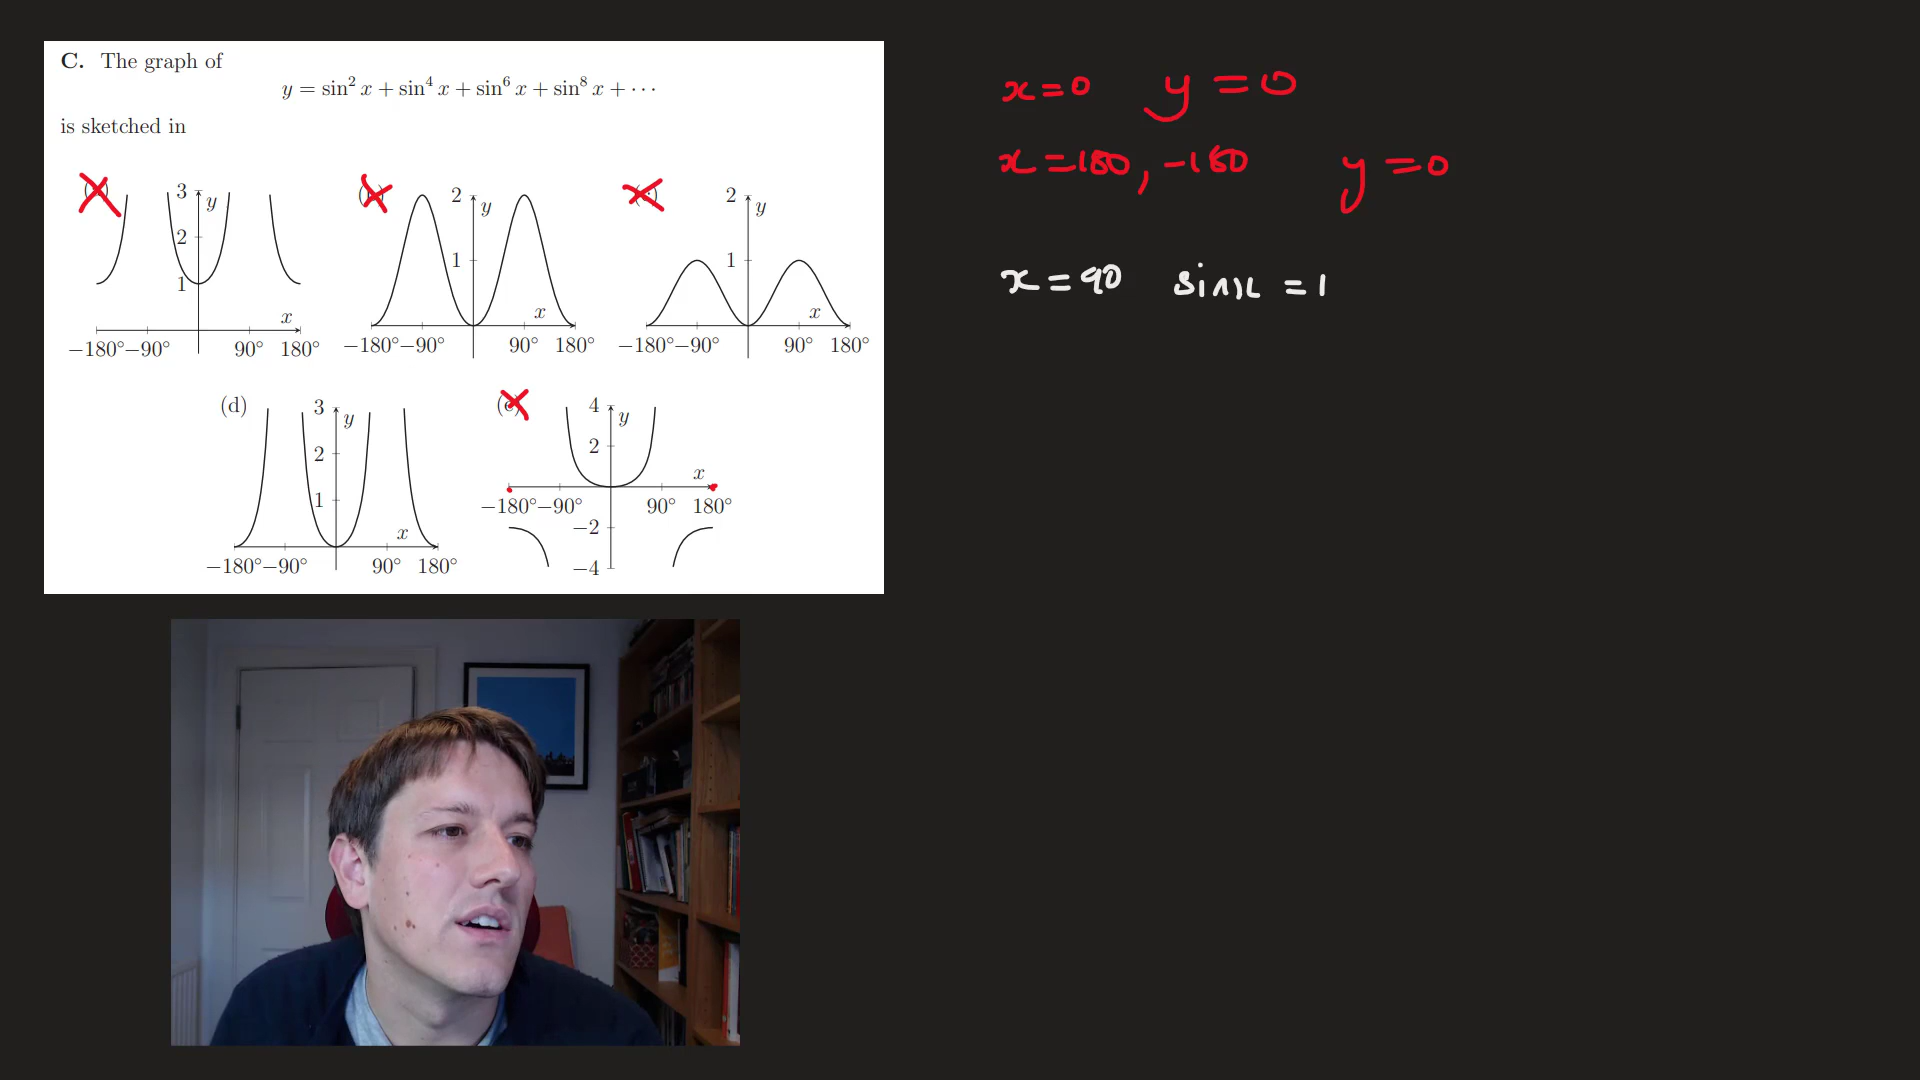 C. The graph of
y = sin² x + sin⁴ x + sin⁶ x + sin⁸ x + ···
is sketched in
3 y
2
1
x
−180° −90° 90° 180°
2 y
1
x
−180° −90° 90° 180°
2 y
1
x
−180° −90° 90° 180°
(d)
3 y
2
1
x
−180° −90° 90° 180°
4 y
2
x
−180° −90° 90° 180°
−2
−4
x = 0 y = 0
x = 180, -180 y = 0
x = 90 sin x = 1